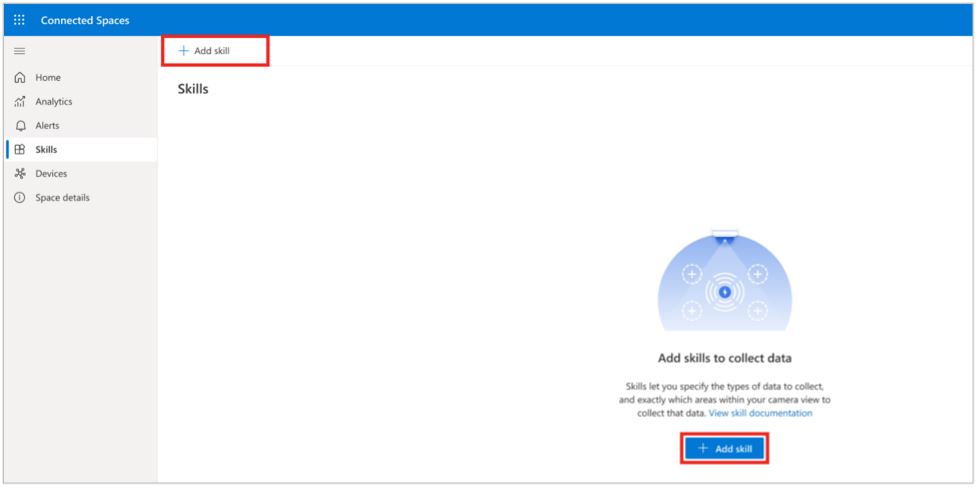 Connected Spaces
Add skill
Home
Analytics
Alerts
Skills
Devices
Space details
Skills
Add skills to collect data
Skills let you specify the types of data to collect,
and exactly which areas within your camera view to
collect that data. View skill documentation
Add skill